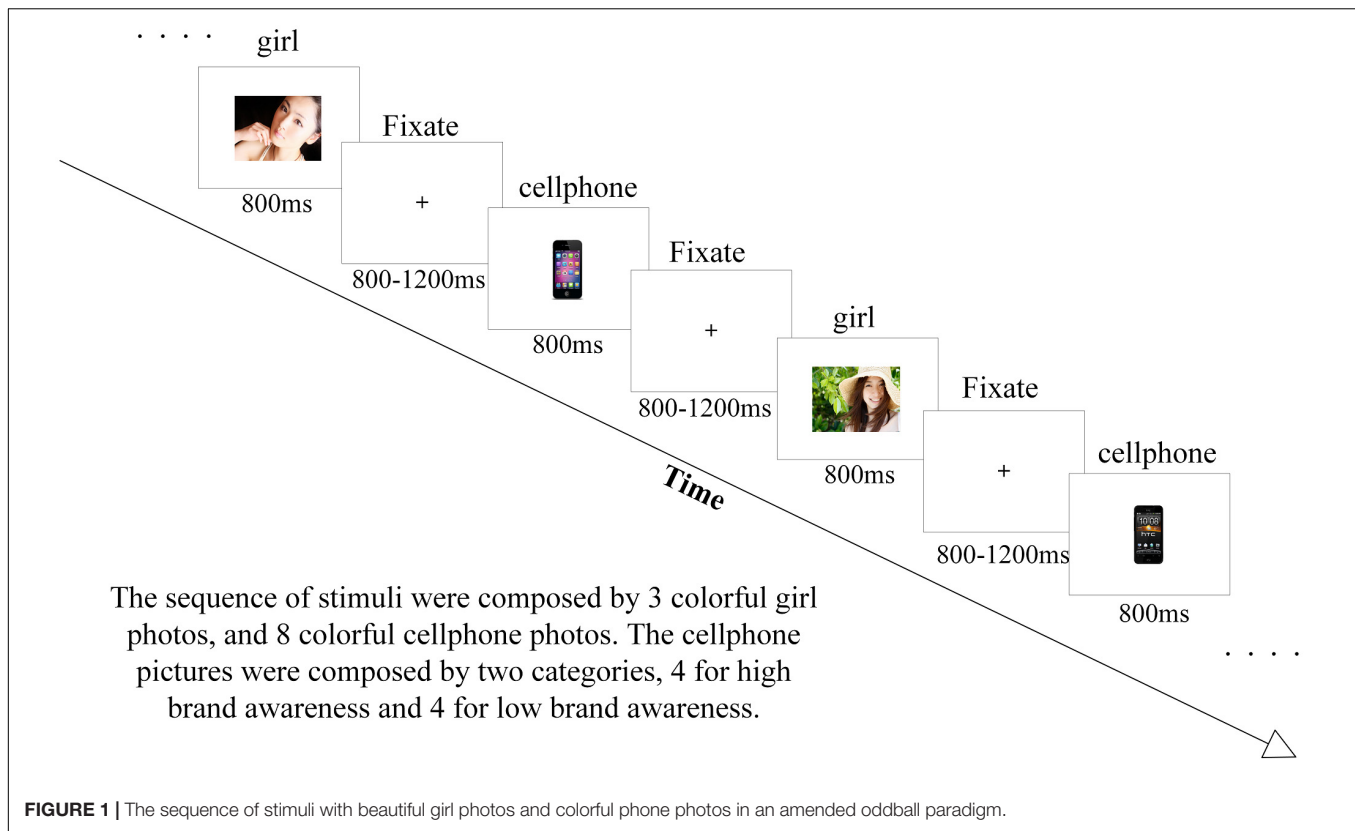 . . . .
girl
800ms
Fixate
+
800-1200ms
cellphone
800ms
Fixate
+
800-1200ms
girl
800ms
Fixate
+
800-1200ms
cellphone
10:08
hTC
800ms
. . . .
Time
The sequence of stimuli were composed by 3 colorful girl
photos, and 8 colorful cellphone photos. The cellphone
pictures were composed by two categories, 4 for high
brand awareness and 4 for low brand awareness.
FIGURE 1 | The sequence of stimuli with beautiful girl photos and colorful phone photos in an amended oddball paradigm.